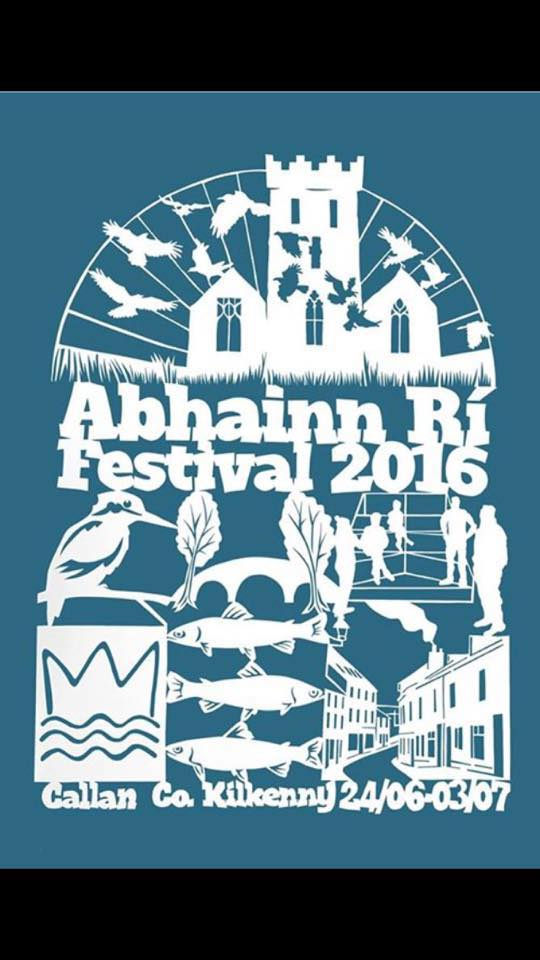 Abhainn Rí
Festival 2016
Callan Co. Kilkenny 24/06-03/07